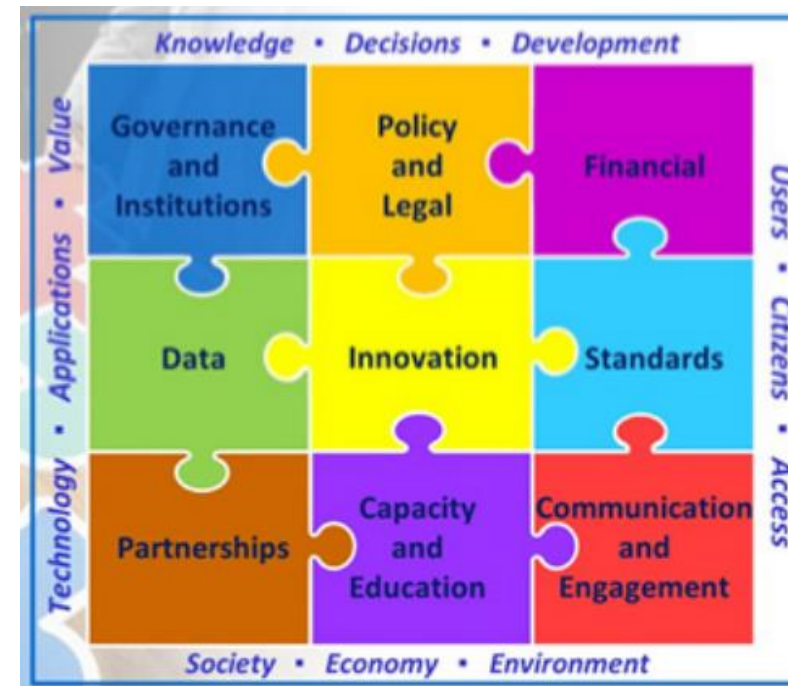 Knowledge ▪ Decisions ▪ Development
Technology ▪ Applications ▪ Value
Governance
and
Institutions
Policy
and
Legal
Financial
Data
Innovation
Standards
Partnerships
Capacity
and
Education
Communication
and
Engagement
Users ▪ Citizens ▪ Access
Society ▪ Economy ▪ Environment